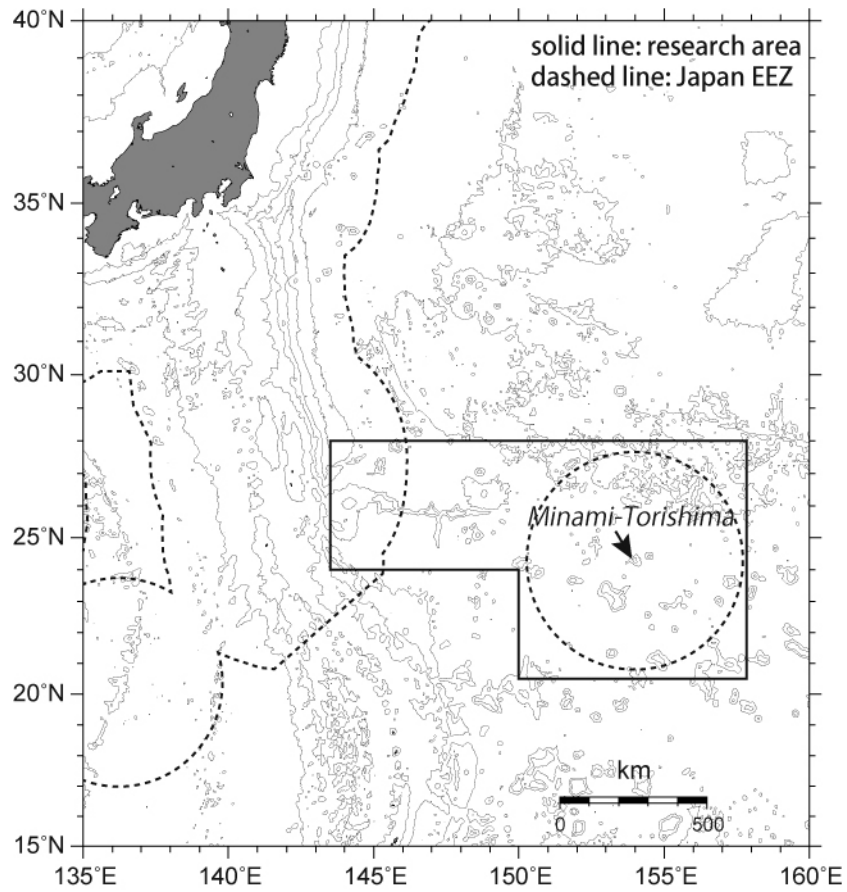 40˚N
solid line: research area
dashed line: Japan EEZ
35˚N
30˚N
25˚N
Minami-Torishima
20˚N
km
0 500
15˚N
135˚E 140˚E 145˚E 150˚E 155˚E 160˚E